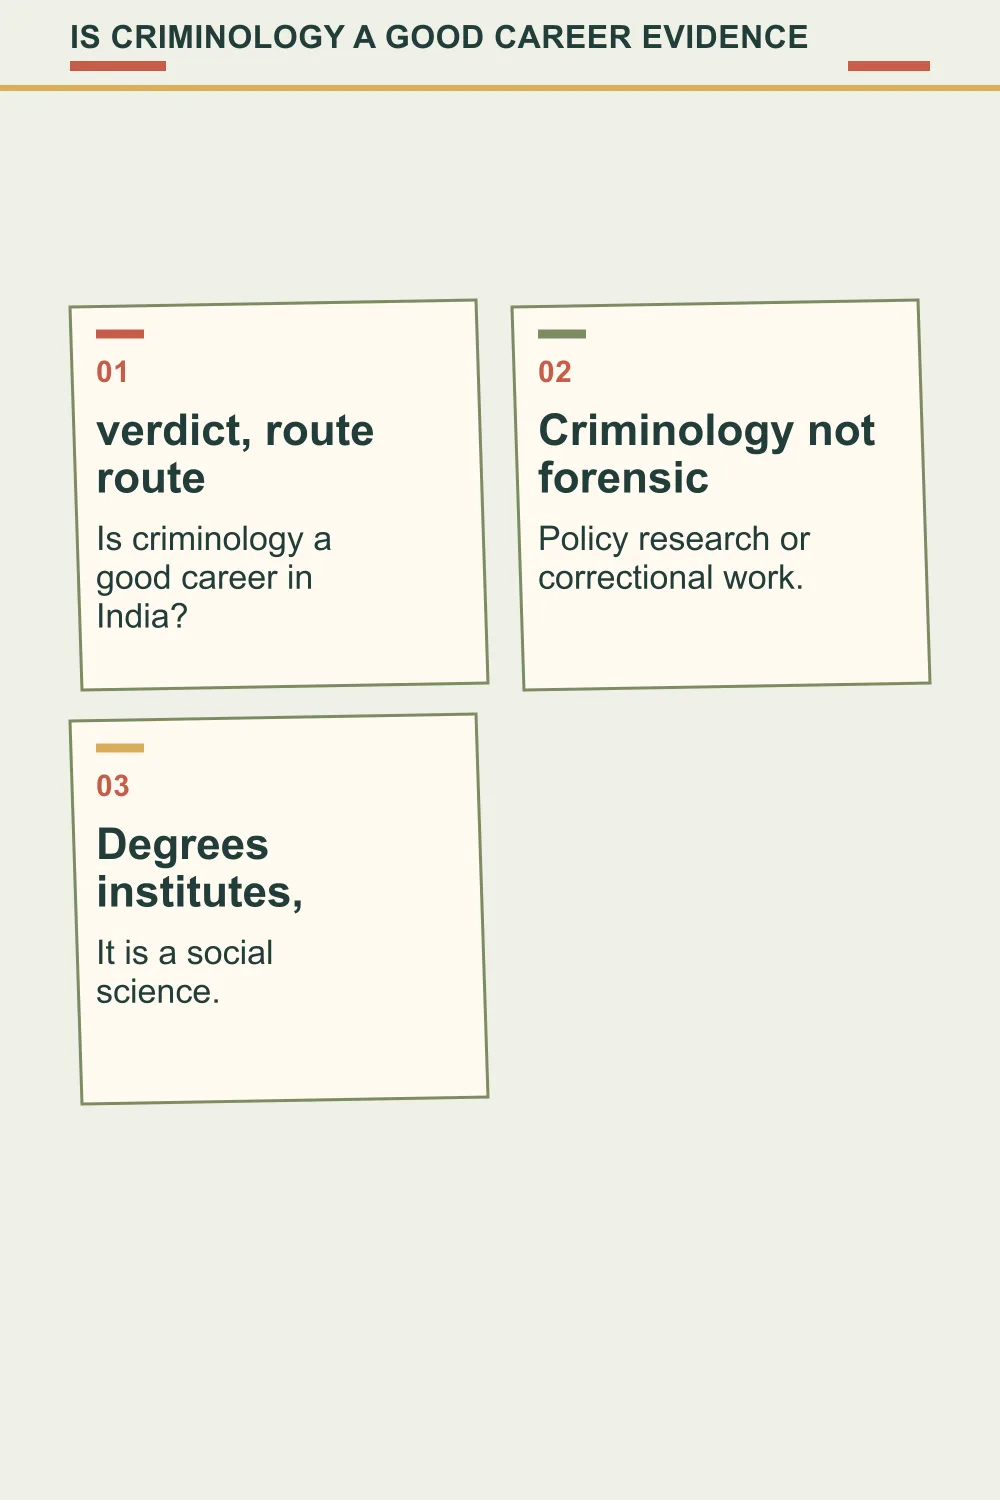 IS CRIMINOLOGY A GOOD CAREER EVIDENCE
01
verdict, route
route
Is criminology a
good career in
India?
02
Criminology not
forensic
Policy research or
correctional work.
03
Degrees
institutes,
It is a social
science.